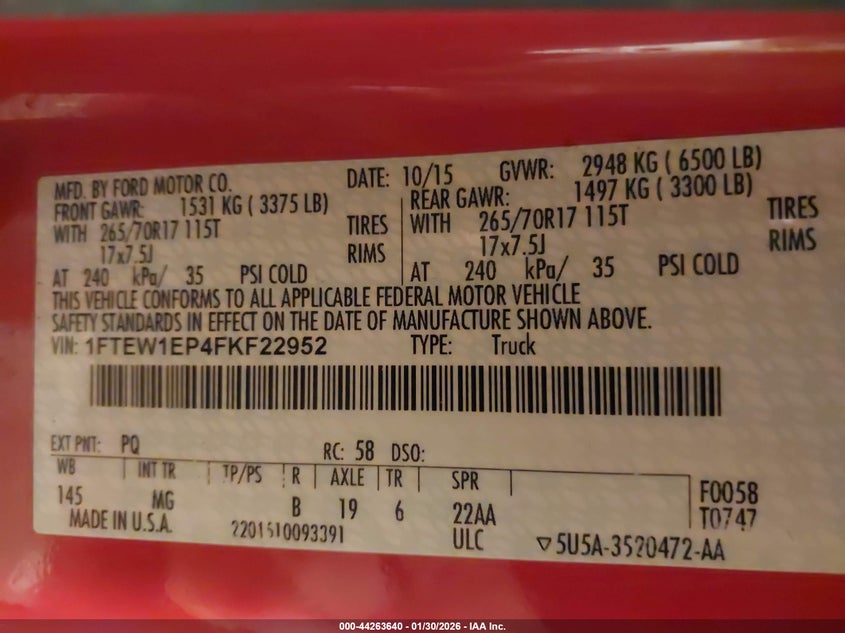 MFD. BY FORD MOTOR CO. DATE: 10/15 GVWR: 2948 KG ( 6500 LB)
FRONT GAWR: 1531 KG ( 3375 LB) REAR GAWR: 1497 KG ( 3300 LB)
WITH 265/70R17 115T TIRES WITH 265/70R17 115T TIRES
17x7.5J RIMS 17x7.5J RIMS
AT 240 kPa/ 35 PSI COLD AT 240 kPa/ 35 PSI COLD
THIS VEHICLE CONFORMS TO ALL APPLICABLE FEDERAL MOTOR VEHICLE
SAFETY STANDARDS IN EFFECT ON THE DATE OF MANUFACTURE SHOWN ABOVE.
VIN: 1FTEW1EP4FKF22952 TYPE: Truck
EXT PNT: PQ RC: 58 DSO:
WB INT TR TP/PS R AXLE TR SPR
145 MG B 19 6 22AA F0058
MADE IN U.S.A. 2201510093391 ULC T0747
▽5U5A-3520472-AA
000-44263640 - 01/30/2026 - IAA Inc.